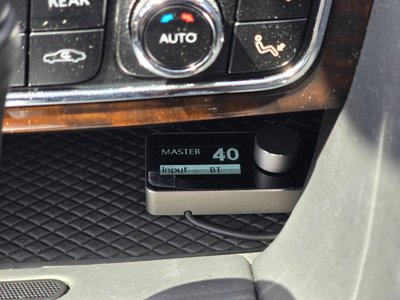 REAR
AUTO
MASTER 40
Input BT